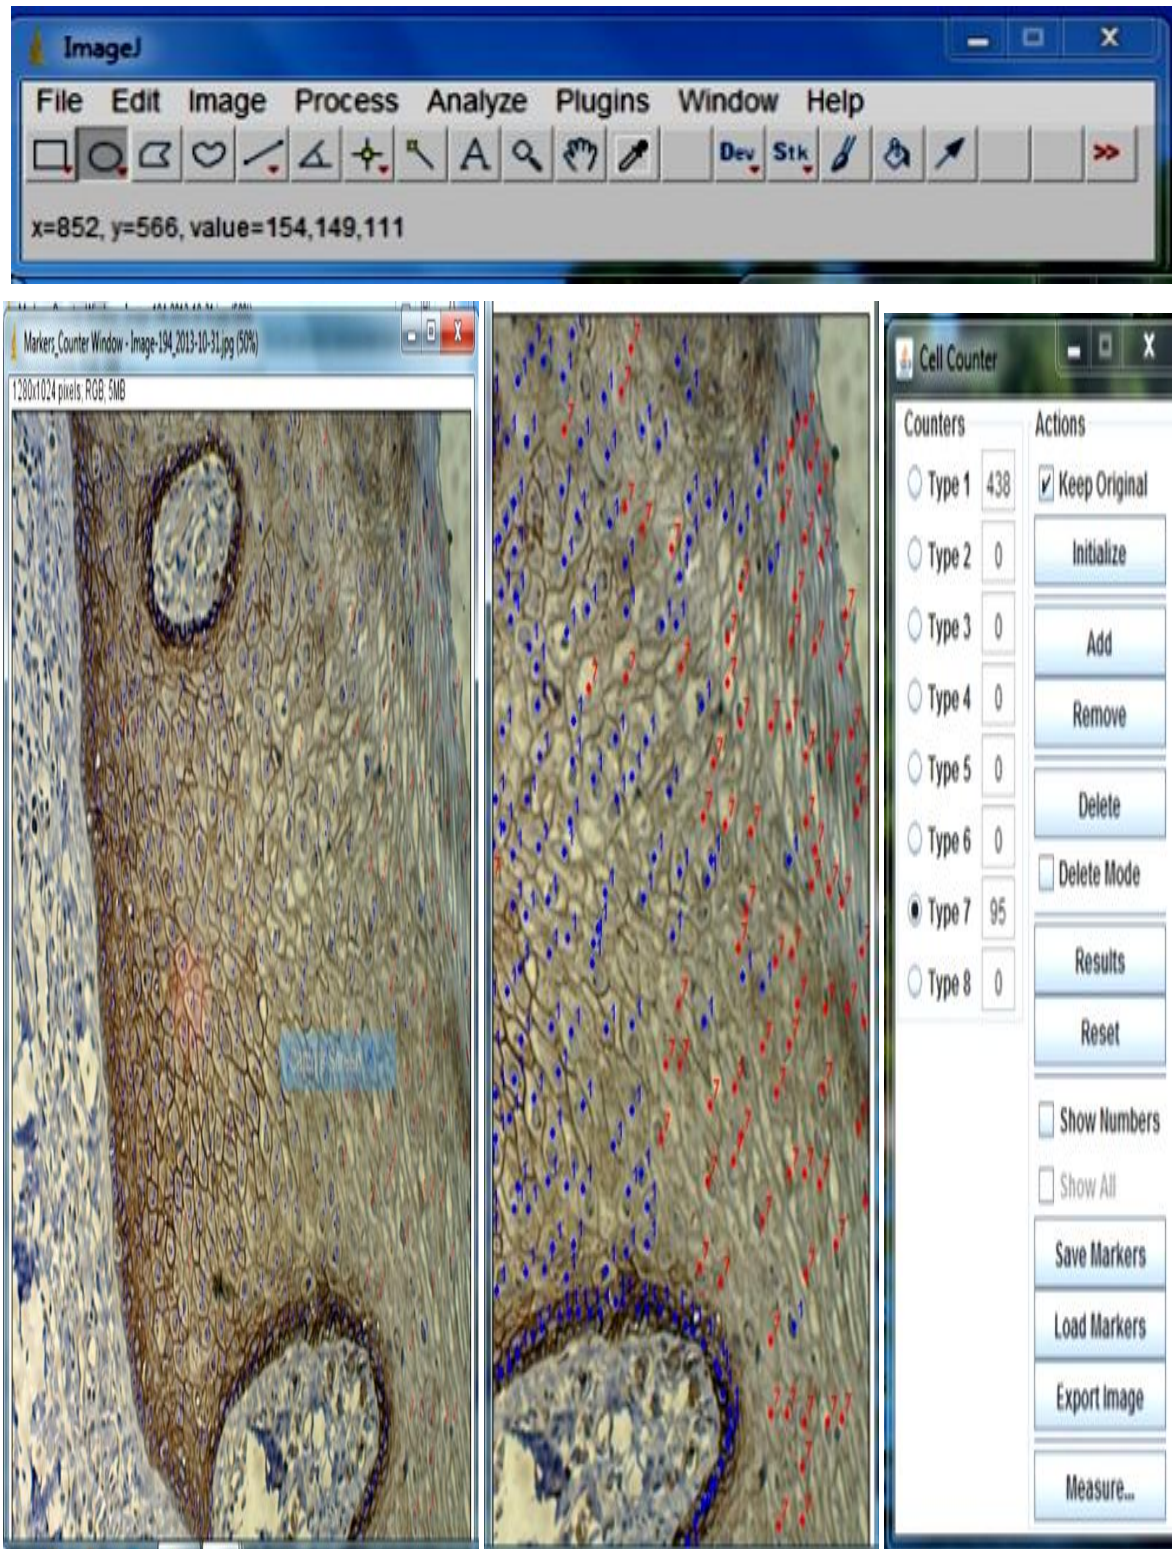 ImageJ
File Edit Image Process Analyze Plugins Window Help
Dev Stk >>
x=852, y=566, value=154,149,111
Markers_Counter Window - Image-194_2013-10-31.jpg (50%)
1280x1024 pixels; RGB; 5MB
Cell Counter
Counters
Type 1 438
Type 2 0
Type 3 0
Type 4 0
Type 5 0
Type 6 0
Type 7 95
Type 8 0
Actions
Keep Original
Initialize
Add
Remove
Delete
Delete Mode
Results
Reset
Show Numbers
Show All
Save Markers
Load Markers
Export Image
Measure...